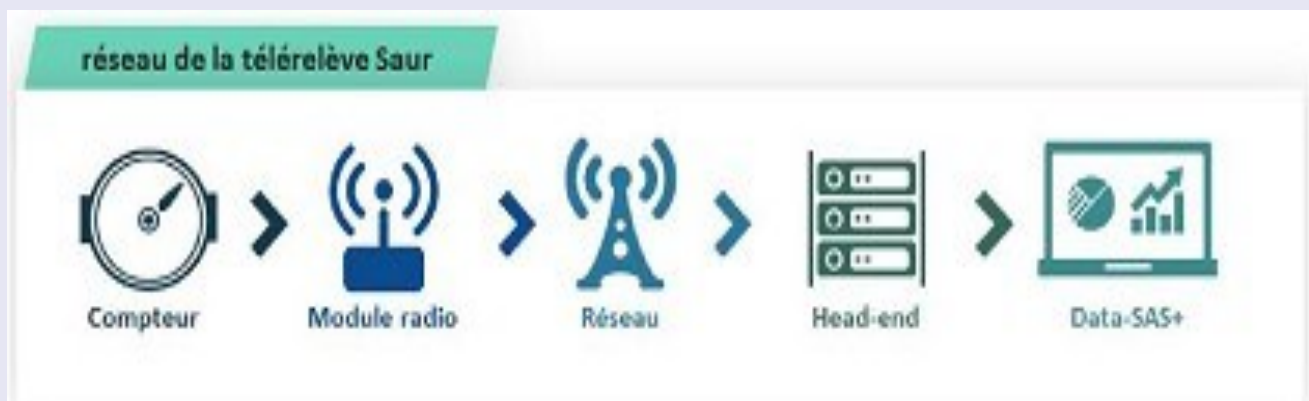 réseau de la télérelève Saur
Compteur
Module radio
Réseau
Head-end
Data-SAS+